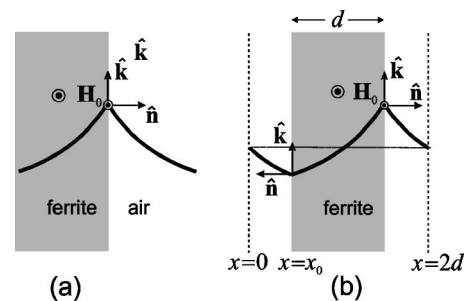 k̂ k̂
H₀
n̂
ferrite air
(a)
d
k̂
H₀
n̂
k̂
n̂
ferrite
x=0 x=x₀ x=2d
(b)